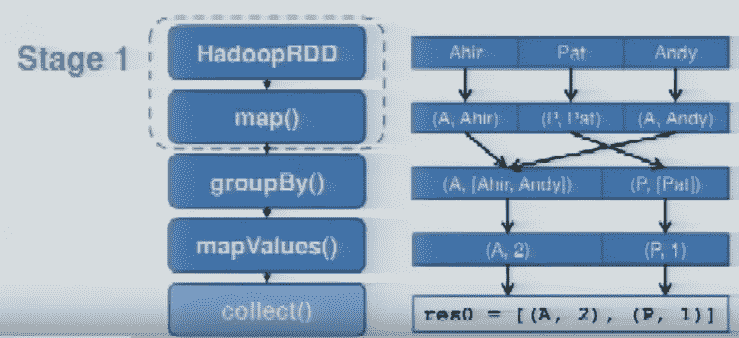 Stage 1
HadoopRDD
map()
groupBy()
mapValues()
collect()
Ahir Pat Andy
(A, Ahir) (P, Pat) (A, Andy)
(A, [Ahir, Andy]) (P, [Pat])
(A, 2) (P, 1)
res0 = [(A, 2), (P, 1)]